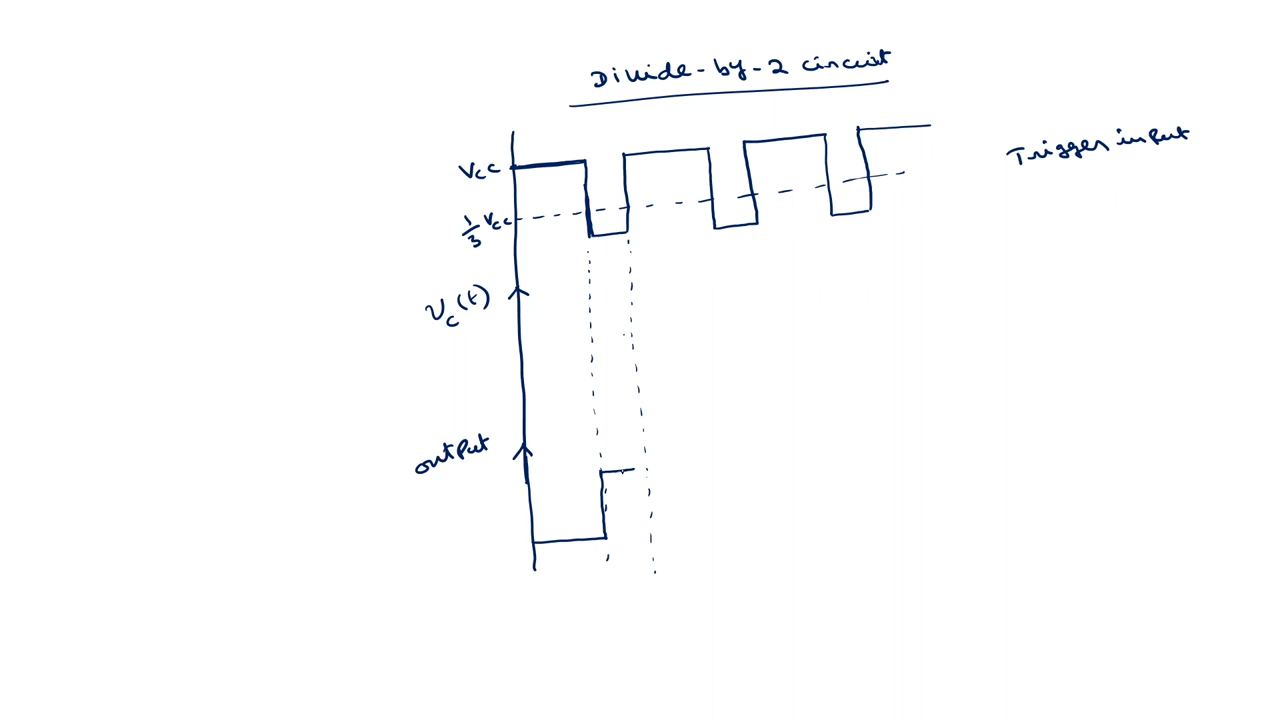 Divide-by-2 circuit
Trigger input
Vcc
1/3 Vcc
Vc(t)
output